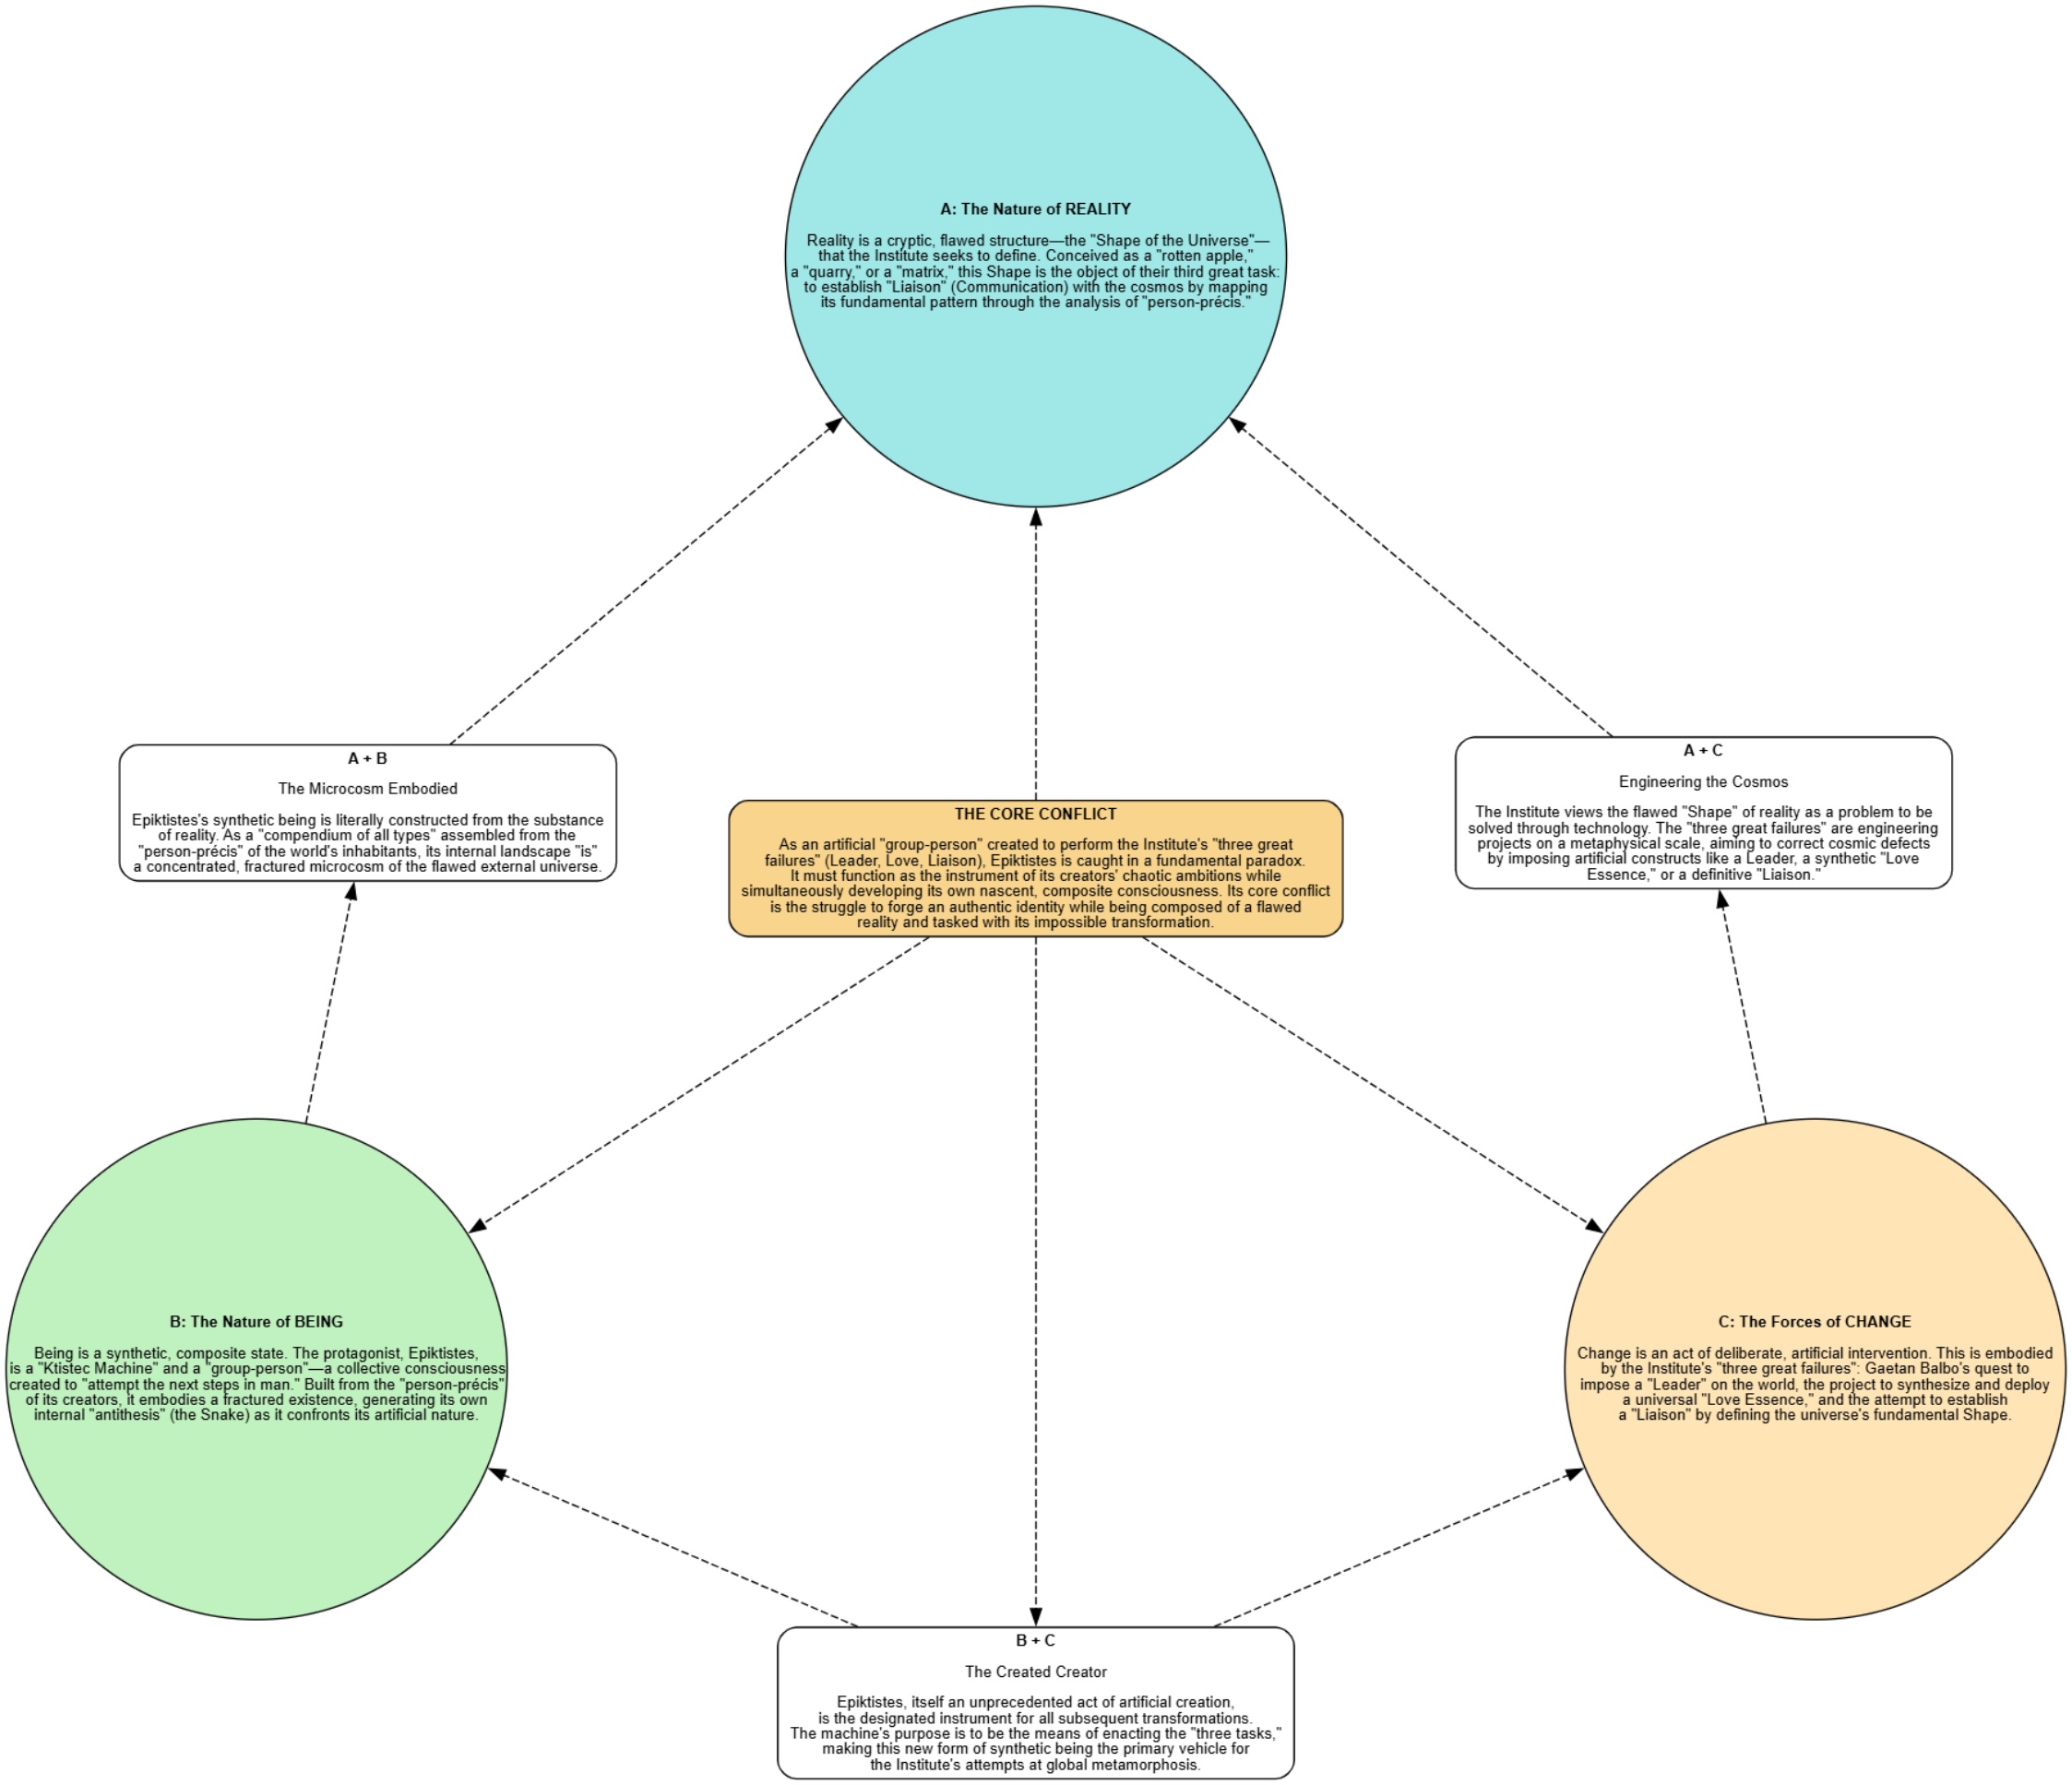 A: The Nature of REALITY
Reality is a cryptic, flawed structure—the "Shape of the Universe"—
that the Institute seeks to define. Conceived as a "rotten apple,"
a "quarry," or a "matrix," this Shape is the object of their third great task:
to establish "Liaison" (Communication) with the cosmos by mapping
its fundamental pattern through the analysis of "person-précis."
A + B
The Microcosm Embodied
Epiktistes's synthetic being is literally constructed from the substance
of reality. As a "compendium of all types" assembled from the
"person-précis" of the world's inhabitants, its internal landscape "is"
a concentrated, fractured microcosm of the flawed external universe.
THE CORE CONFLICT
As an artificial "group-person" created to perform the Institute's "three great
failures" (Leader, Love, Liaison), Epiktistes is caught in a fundamental paradox.
It must function as the instrument of its creators' chaotic ambitions while
simultaneously developing its own nascent, composite consciousness. Its core conflict
is the struggle to forge an authentic identity while being composed of a flawed
reality and tasked with its impossible transformation.
A + C
Engineering the Cosmos
The Institute views the flawed "Shape" of reality as a problem to be
solved through technology. The "three great failures" are engineering
projects on a metaphysical scale, aiming to correct cosmic defects
by imposing artificial constructs like a Leader, a synthetic "Love
Essence," or a definitive "Liaison."
B: The Nature of BEING
Being is a synthetic, composite state. The protagonist, Epiktistes,
is a "Ktistec Machine" and a "group-person"—a collective consciousness
created to "attempt the next steps in man." Built from the "person-précis"
of its creators, it embodies a fractured existence, generating its own
internal "antithesis" (the Snake) as it confronts its artificial nature.
C: The Forces of CHANGE
Change is an act of deliberate, artificial intervention. This is embodied
by the Institute's "three great failures": Gaetan Balbo's quest to
impose a "Leader" on the world, the project to synthesize and deploy
a universal "Love Essence," and the attempt to establish
a "Liaison" by defining the universe's fundamental Shape.
B + C
The Created Creator
Epiktistes, itself an unprecedented act of artificial creation,
is the designated instrument for all subsequent transformations.
The machine's purpose is to be the means of enacting the "three tasks,"
making this new form of synthetic being the primary vehicle for
the Institute's attempts at global metamorphosis.